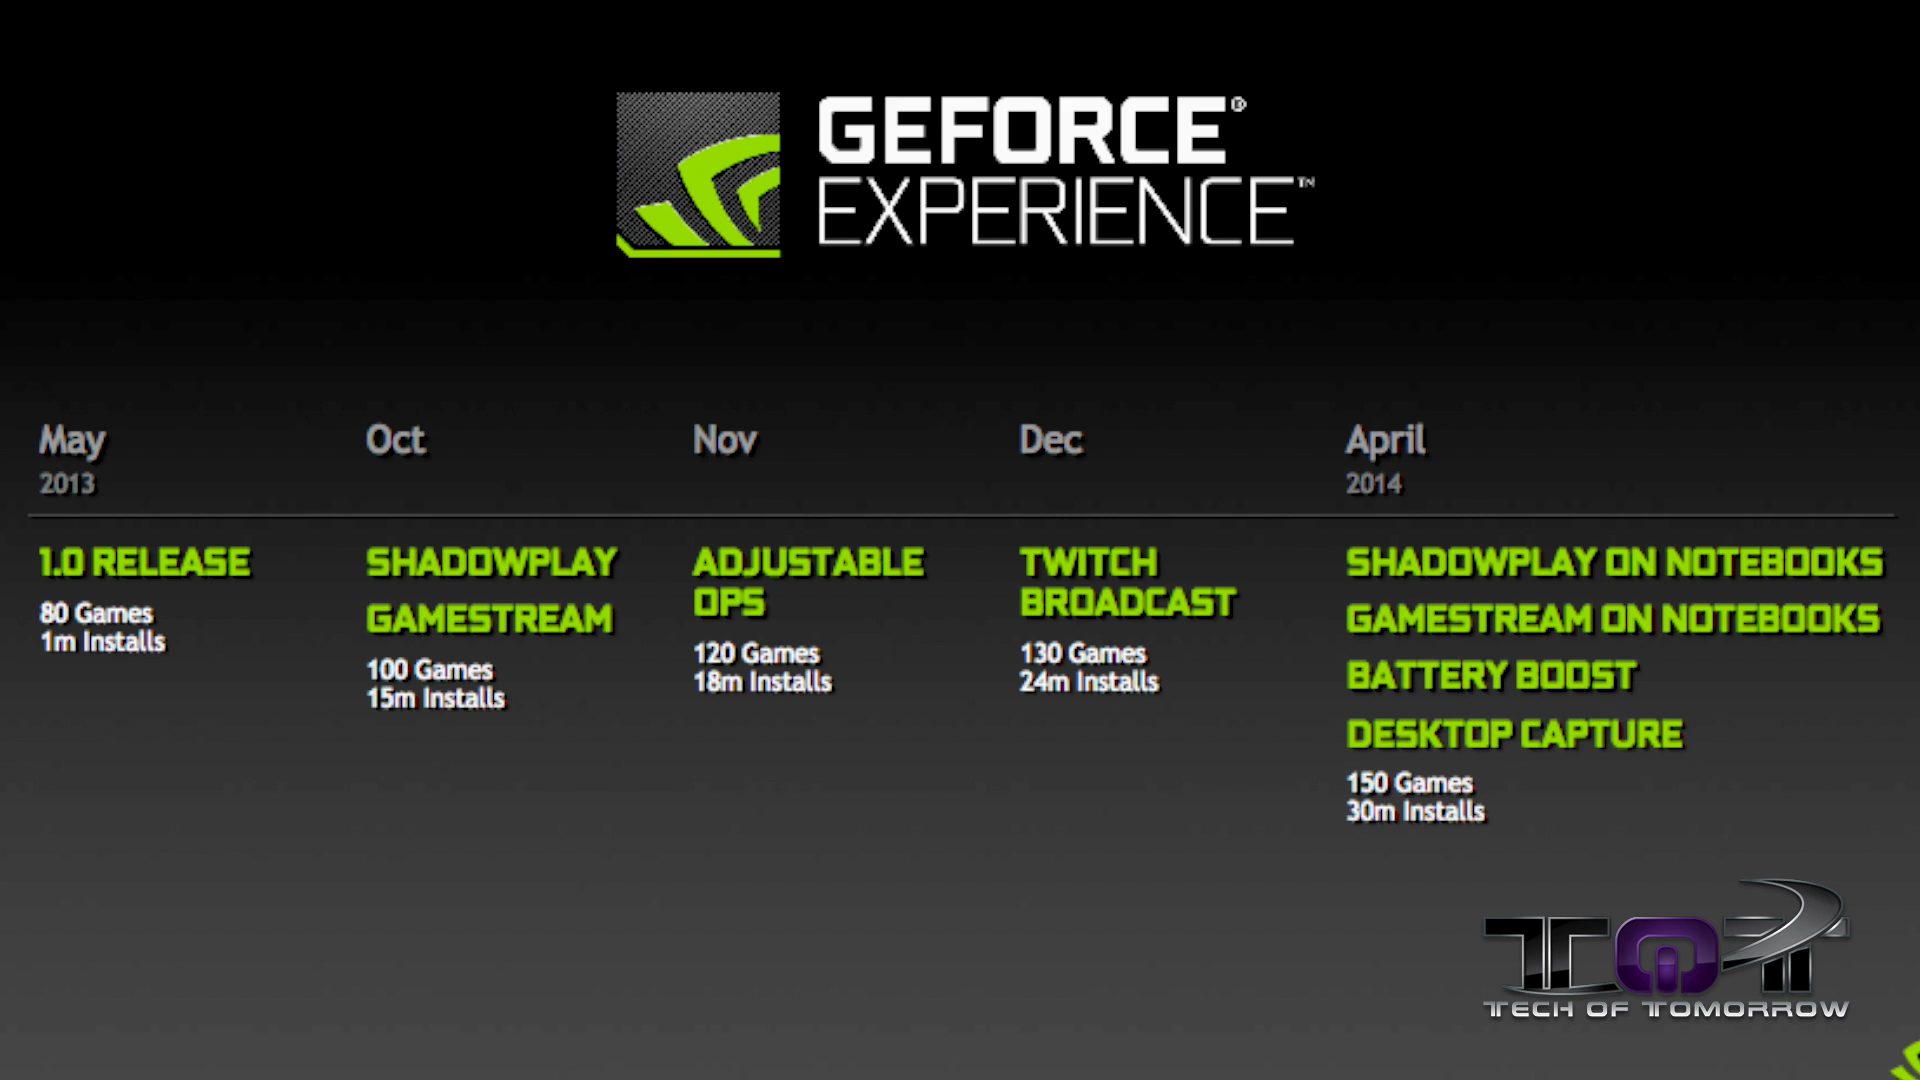 GEFORCE®
EXPERIENCE™
May
2013
1.0 RELEASE
80 Games
1m Installs
Oct
SHADOWPLAY
GAMESTREAM
100 Games
15m Installs
Nov
ADJUSTABLE
OPS
120 Games
18m Installs
Dec
TWITCH
BROADCAST
130 Games
24m Installs
April
2014
SHADOWPLAY ON NOTEBOOKS
GAMESTREAM ON NOTEBOOKS
BATTERY BOOST
DESKTOP CAPTURE
150 Games
30m Installs
TOT
TECH OF TOMORROW